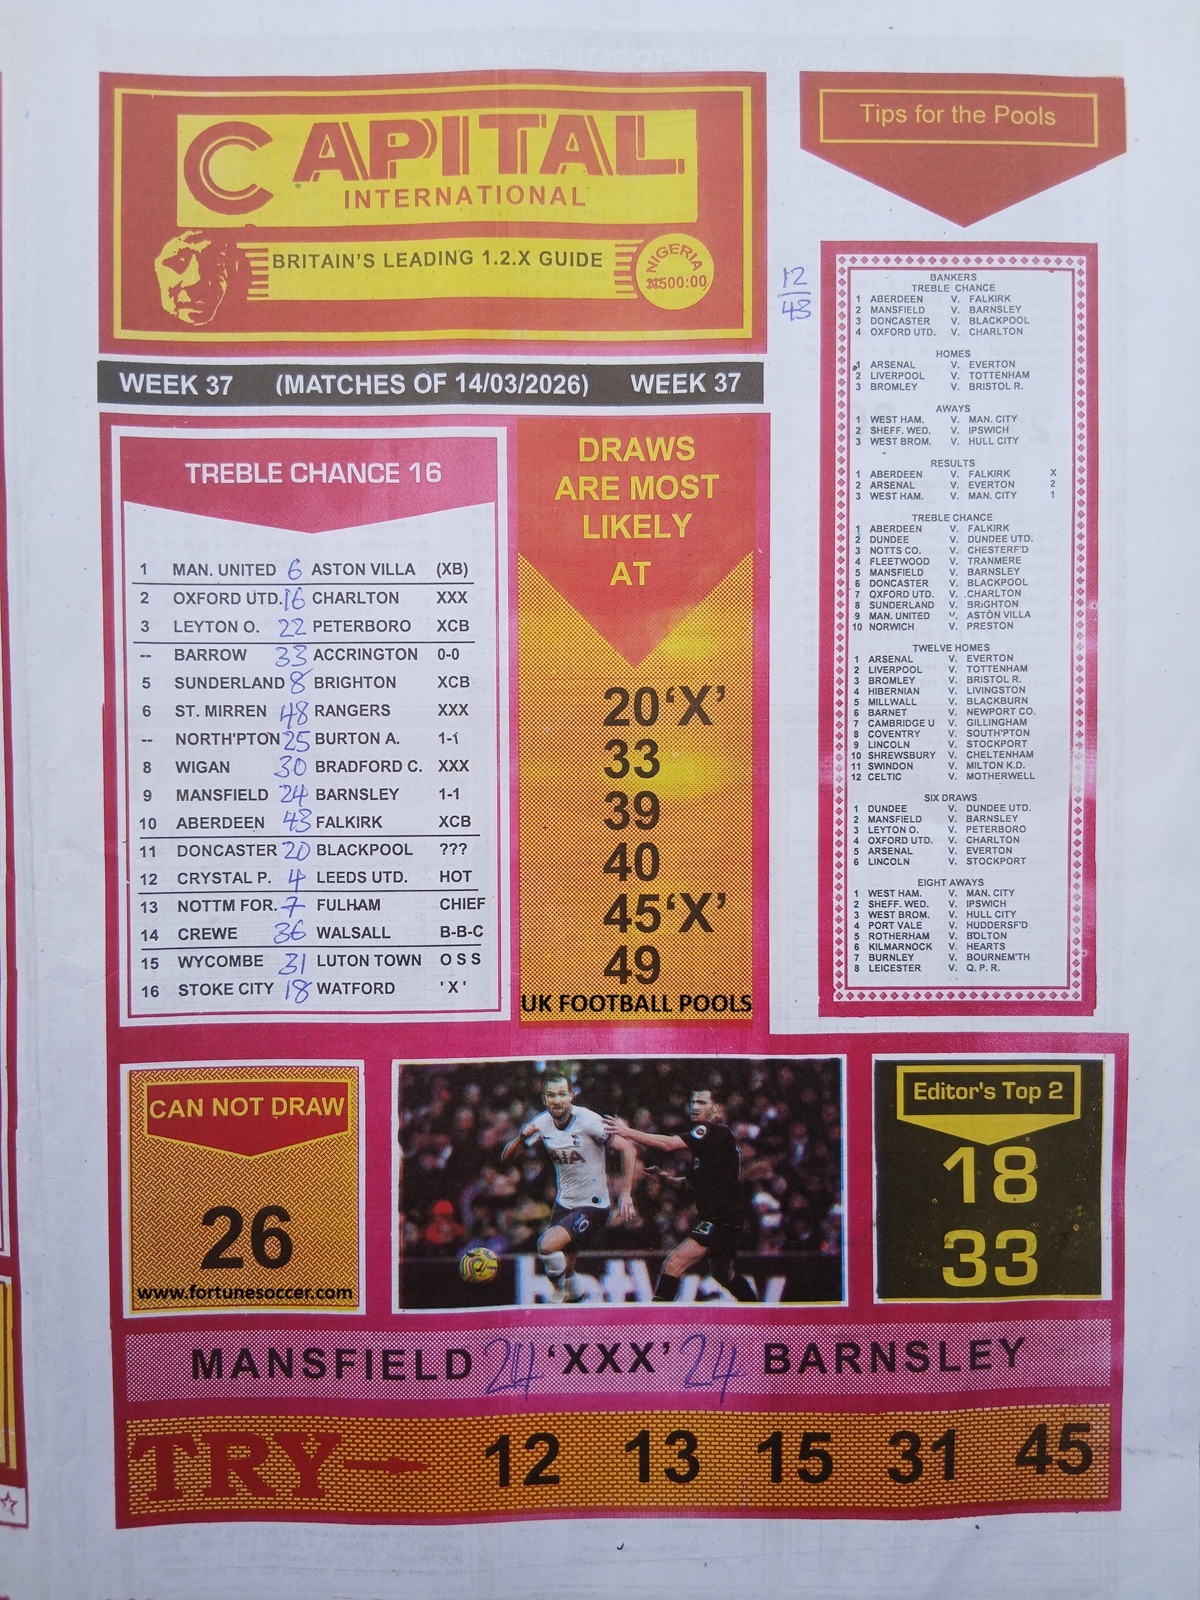 CAPITAL
INTERNATIONAL
BRITAIN'S LEADING 1.2.X GUIDE
NIGERIA
₦500:00
WEEK 37 (MATCHES OF 14/03/2026) WEEK 37
TREBLE CHANCE 16
1 MAN. UNITED 6 ASTON VILLA (XB)
2 OXFORD UTD. 16 CHARLTON XXX
3 LEYTON O. 22 PETERBORO XCB
-- BARROW 33 ACCRINGTON 0-0
5 SUNDERLAND 8 BRIGHTON XCB
6 ST. MIRREN 48 RANGERS XXX
-- NORTH'PTON 25 BURTON A. 1-1
8 WIGAN 30 BRADFORD C. XXX
9 MANSFIELD 24 BARNSLEY 1-1
10 ABERDEEN 43 FALKIRK XCB
11 DONCASTER 20 BLACKPOOL ???
12 CRYSTAL P. 4 LEEDS UTD. HOT
13 NOTTM FOR. 7 FULHAM CHIEF
14 CREWE 36 WALSALL B-B-C
15 WYCOMBE 31 LUTON TOWN O S S
16 STOKE CITY 18 WATFORD 'X'
DRAWS
ARE MOST
LIKELY
AT
20'X'
33
39
40
45'X'
49
UK FOOTBALL POOLS
Tips for the Pools
12
43
BANKERS
TREBLE CHANCE
1 ABERDEEN V. FALKIRK
2 MANSFIELD V. BARNSLEY
3 DONCASTER V. BLACKPOOL
4 OXFORD UTD. V. CHARLTON
HOMES
1 ARSENAL V. EVERTON
2 LIVERPOOL V. TOTTENHAM
3 BROMLEY V. BRISTOL R.
AWAYS
1 WEST HAM. V. MAN. CITY
2 SHEFF. WED. V. IPSWICH
3 WEST BROM. V. HULL CITY
RESULTS
1 ABERDEEN V. FALKIRK X
2 ARSENAL V. EVERTON 2
3 WEST HAM. V. MAN. CITY 1
TREBLE CHANCE
1 ABERDEEN V. FALKIRK
2 DUNDEE V. DUNDEE UTD.
3 NOTTS CO. V. CHESTERF'D
4 FLEETWOOD V. TRANMERE
5 MANSFIELD V. BARNSLEY
6 DONCASTER V. BLACKPOOL
7 OXFORD UTD. V. CHARLTON
8 SUNDERLAND V. BRIGHTON
9 MAN. UNITED V. ASTON VILLA
10 NORWICH V. PRESTON
TWELVE HOMES
1 ARSENAL V. EVERTON
2 LIVERPOOL V. TOTTENHAM
3 BROMLEY V. BRISTOL R.
4 HIBERNIAN V. LIVINGSTON
5 MILLWALL V. BLACKBURN
6 BARNET V. NEWPORT CO.
7 CAMBRIDGE U V. GILLINGHAM
8 COVENTRY V. SOUTH'PTON
9 LINCOLN V. STOCKPORT
10 SHREWSBURY V. CHELTENHAM
11 SWINDON V. MILTON K.D.
12 CELTIC V. MOTHERWELL
SIX DRAWS
1 DUNDEE V. DUNDEE UTD.
2 MANSFIELD V. BARNSLEY
3 LEYTON O. V. PETERBORO
4 OXFORD UTD. V. CHARLTON
5 ARSENAL V. EVERTON
6 LINCOLN V. STOCKPORT
EIGHT AWAYS
1 WEST HAM. V. MAN. CITY
2 SHEFF. WED. V. IPSWICH
3 WEST BROM. V. HULL CITY
4 PORT VALE V. HUDDERSF'D
5 ROTHERHAM V. BOLTON
6 KILMARNOCK V. HEARTS
7 BURNLEY V. BOURNEM'TH
8 LEICESTER V. Q. P. R.
CAN NOT DRAW
26
www.fortunesoccer.com
AIA
10
23
betway
Editor's Top 2
18
33
MANSFIELD 24 'XXX' 24 BARNSLEY
TRY 12 13 15 31 45